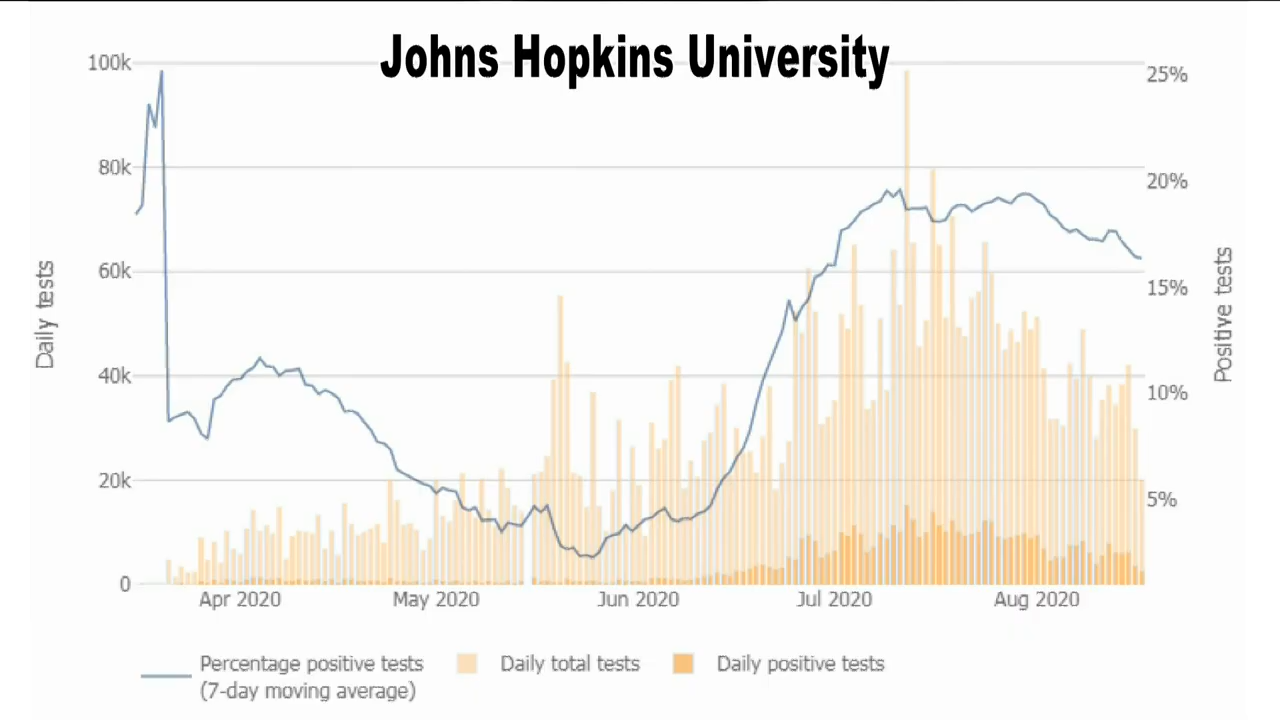 Johns Hopkins University
100k
80k
60k
40k
20k
0
Daily tests
25%
20%
15%
10%
5%
Positive tests
Apr 2020 May 2020 Jun 2020 Jul 2020 Aug 2020
Percentage positive tests
(7-day moving average)
Daily total tests
Daily positive tests